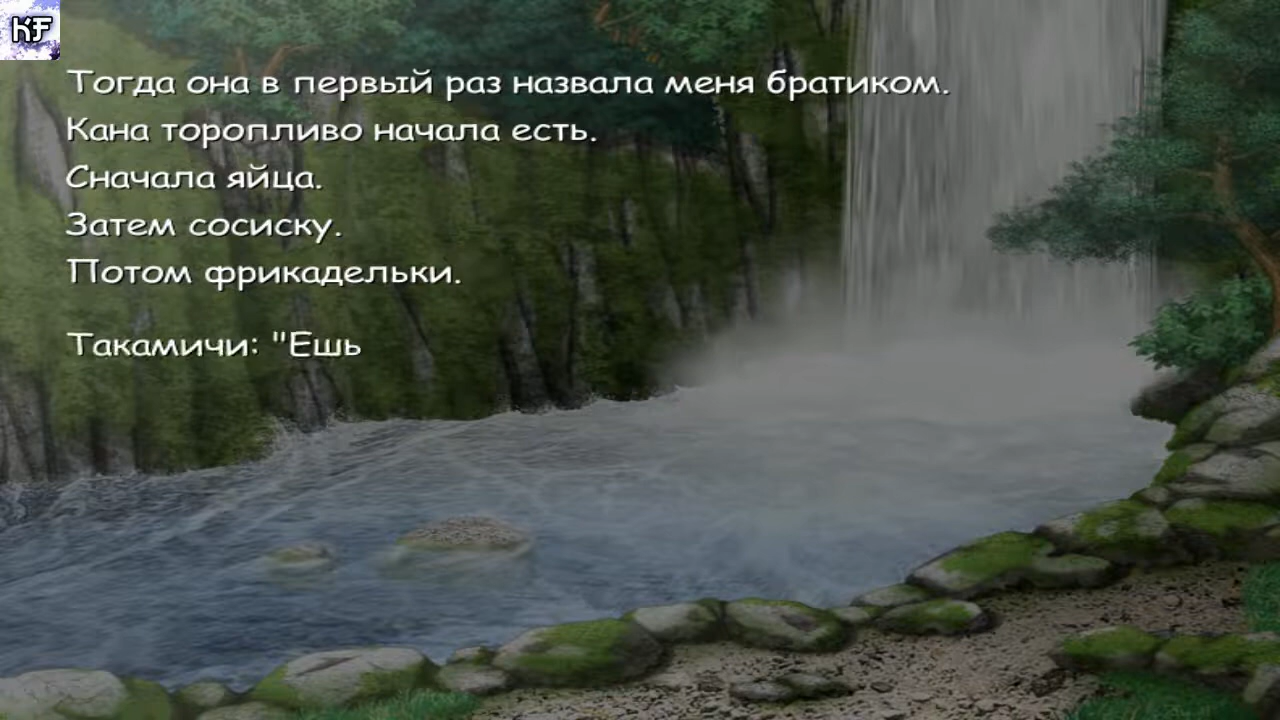 KF
Тогда она в первый раз назвала меня братиком.
Кана торопливо начала есть.
Сначала яйца.
Затем сосиску.
Потом фрикадельки.
Такамичи: "Ешь